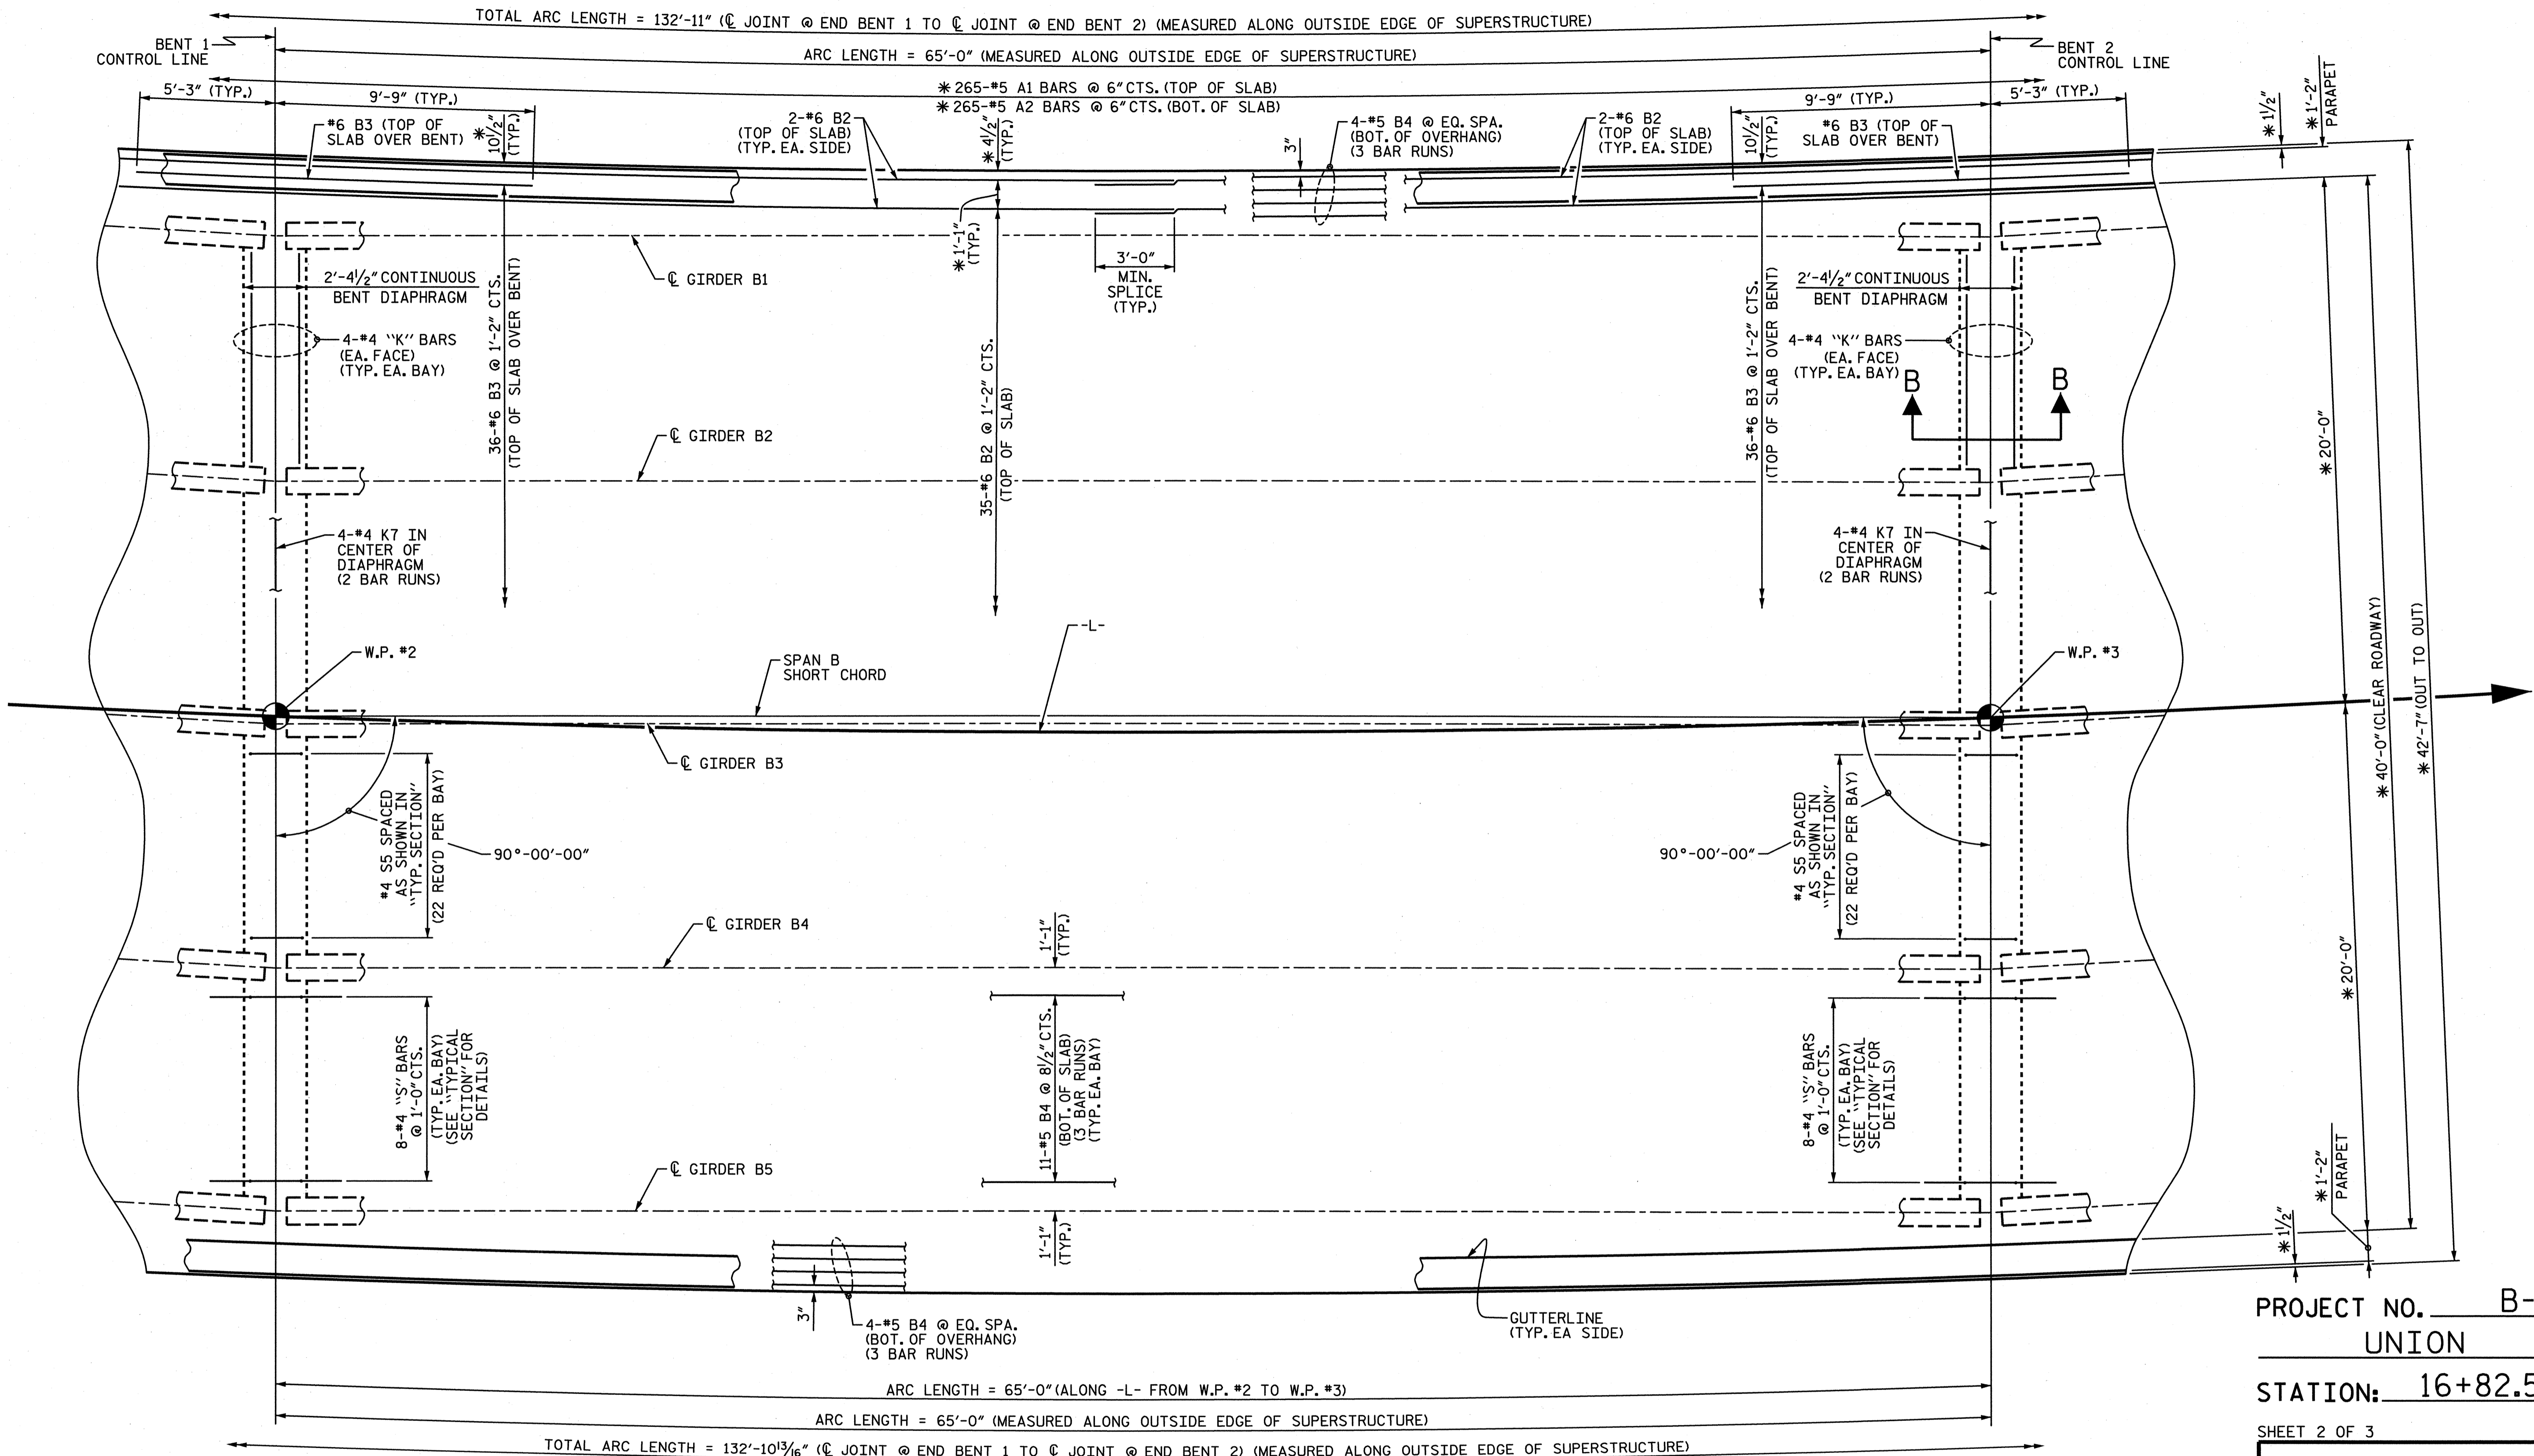 TOTAL ARC LENGTH = 132'-11" (℄ JOINT @ END BENT 1 TO ℄ JOINT @ END BENT 2) (MEASURED ALONG OUTSIDE EDGE OF SUPERSTRUCTURE)
BENT 1
CONTROL LINE
ARC LENGTH = 65'-0" (MEASURED ALONG OUTSIDE EDGE OF SUPERSTRUCTURE)
BENT 2
CONTROL LINE
* 265-#5 A1 BARS @ 6" CTS. (TOP OF SLAB)
* 265-#5 A2 BARS @ 6" CTS. (BOT. OF SLAB)
5'-3" (TYP.)
9'-9" (TYP.)
#6 B3 (TOP OF
SLAB OVER BENT)
* 10½"
(TYP.)
2-#6 B2
(TOP OF SLAB)
(TYP. EA. SIDE)
* 4½"
(TYP.)
3"
4-#5 B4 @ EQ. SPA.
(BOT. OF OVERHANG)
(3 BAR RUNS)
2-#6 B2
(TOP OF SLAB)
(TYP. EA. SIDE)
9'-9" (TYP.)
10½"
(TYP.)
#6 B3 (TOP OF
SLAB OVER BENT)
5'-3" (TYP.)
* 1½"
* 1'-2"
PARAPET
* 1'-1"
(TYP.)
3'-0"
MIN.
SPLICE
(TYP.)
℄ GIRDER B1
2'-4½" CONTINUOUS
BENT DIAPHRAGM
4-#4 "K" BARS
(EA. FACE)
(TYP. EA. BAY)
36-#6 B3 @ 1'-2" CTS.
(TOP OF SLAB OVER BENT)
35-#6 B2 @ 1'-2" CTS.
(TOP OF SLAB)
36-#6 B3 @ 1'-2" CTS.
(TOP OF SLAB OVER BENT)
2'-4½" CONTINUOUS
BENT DIAPHRAGM
4-#4 "K" BARS
(EA. FACE)
(TYP. EA. BAY)
B
B
℄ GIRDER B2
4-#4 K7 IN
CENTER OF
DIAPHRAGM
(2 BAR RUNS)
4-#4 K7 IN
CENTER OF
DIAPHRAGM
(2 BAR RUNS)
* 20'-0"
* 40'-0" (CLEAR ROADWAY)
* 42'-7" (OUT TO OUT)
W.P. #2
SPAN B
SHORT CHORD
-L-
W.P. #3
℄ GIRDER B3
#4 S5 SPACED
AS SHOWN IN
"TYP. SECTION"
(22 REQ'D PER BAY)
90°-00'-00"
90°-00'-00"
#4 S5 SPACED
AS SHOWN IN
"TYP. SECTION"
(22 REQ'D PER BAY)
℄ GIRDER B4
1'-1"
(TYP.)
* 20'-0"
8-#4 "S" BARS
@ 1'-0" CTS.
(TYP. EA. BAY)
(SEE "TYPICAL
SECTION" FOR
DETAILS)
11-#5 B4 @ 8½" CTS.
(BOT. OF SLAB)
(3 BAR RUNS)
(TYP. EA. BAY)
8-#4 "S" BARS
@ 1'-0" CTS.
(TYP. EA. BAY)
(SEE "TYPICAL
SECTION" FOR
DETAILS)
℄ GIRDER B5
1'-1"
(TYP.)
* 1'-2"
PARAPET
* 1½"
3"
4-#5 B4 @ EQ. SPA.
(BOT. OF OVERHANG)
(3 BAR RUNS)
GUTTERLINE
(TYP. EA SIDE)
ARC LENGTH = 65'-0" (ALONG -L- FROM W.P. #2 TO W.P. #3)
ARC LENGTH = 65'-0" (MEASURED ALONG OUTSIDE EDGE OF SUPERSTRUCTURE)
TOTAL ARC LENGTH = 132'-10 13/16" (℄ JOINT @ END BENT 1 TO ℄ JOINT @ END BENT 2) (MEASURED ALONG OUTSIDE EDGE OF SUPERSTRUCTURE)
PROJECT NO. B-
UNION
STATION: 16+82.5
SHEET 2 OF 3